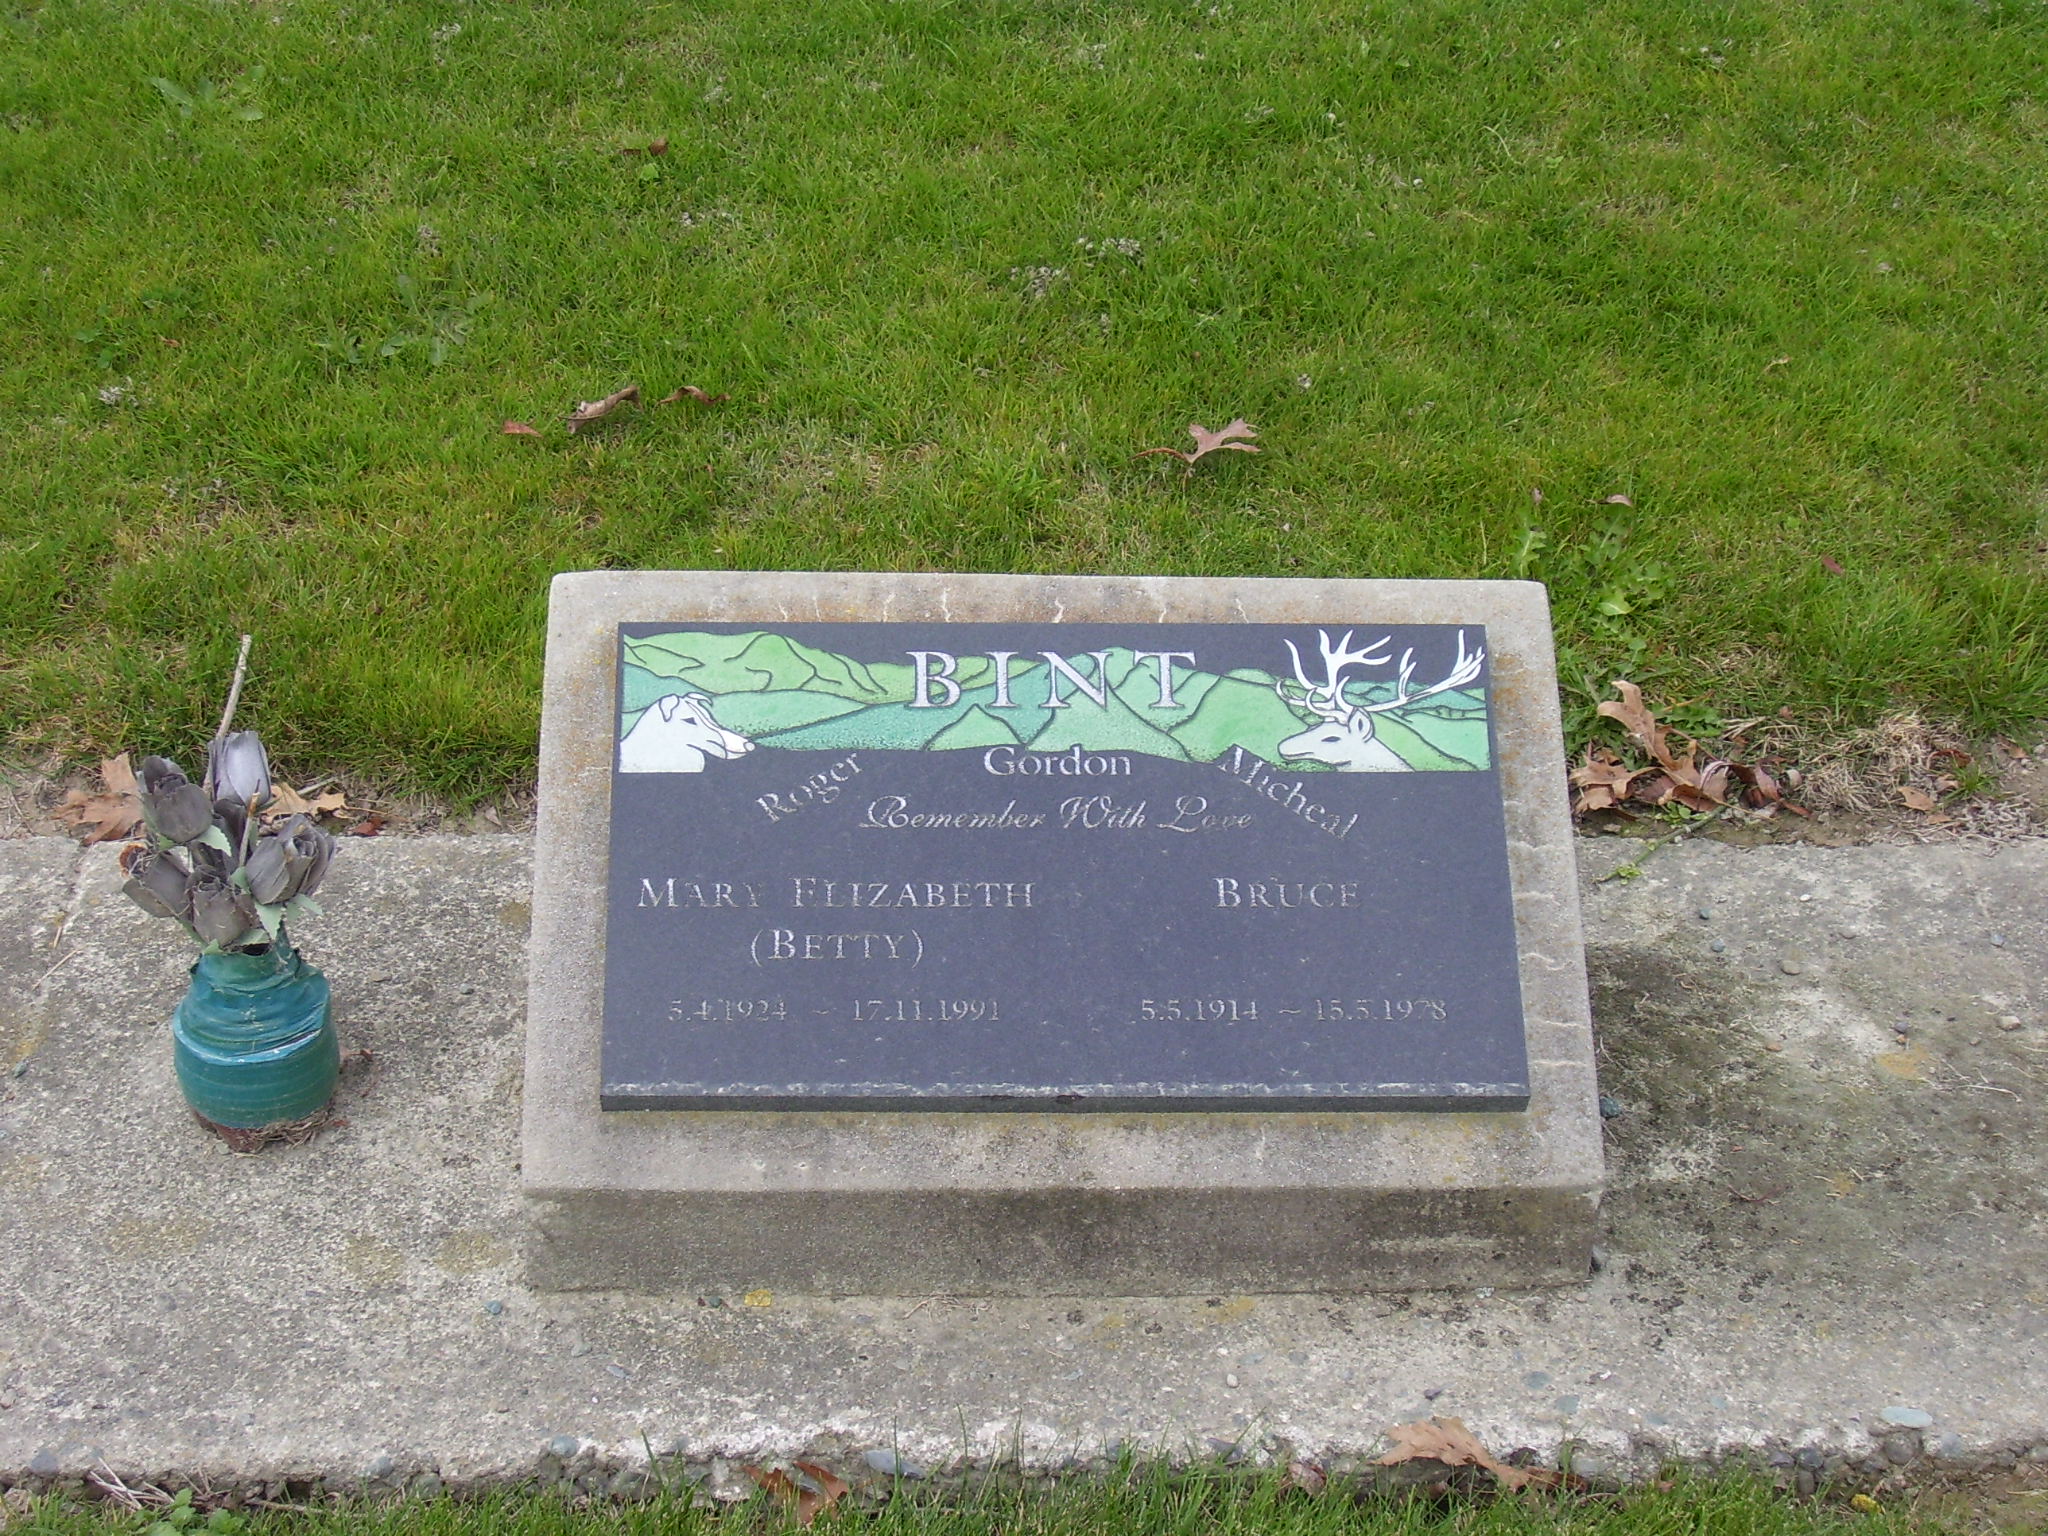 BINT
Roger Gordon Micheal
Remember With Love
MARY ELIZABETH BRUCE
(BETTY)
5.4.1924 ~ 17.11.1991 5.5.1914 ~ 15.5.1978